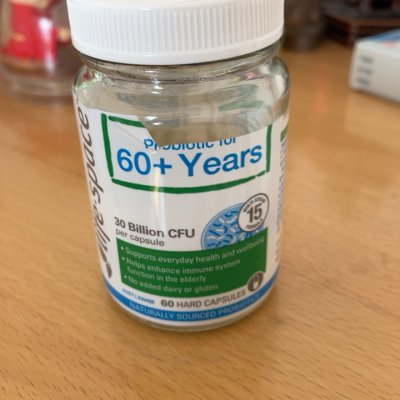 life-space
Probiotic for
60+ Years
30 Billion CFU
per capsule
15
• Supports everyday health and wellbeing
• Helps enhance immune system
function in the elderly
• No added dairy or gluten
60 HARD CAPSULES
NATURALLY SOURCED PROBIOTICS